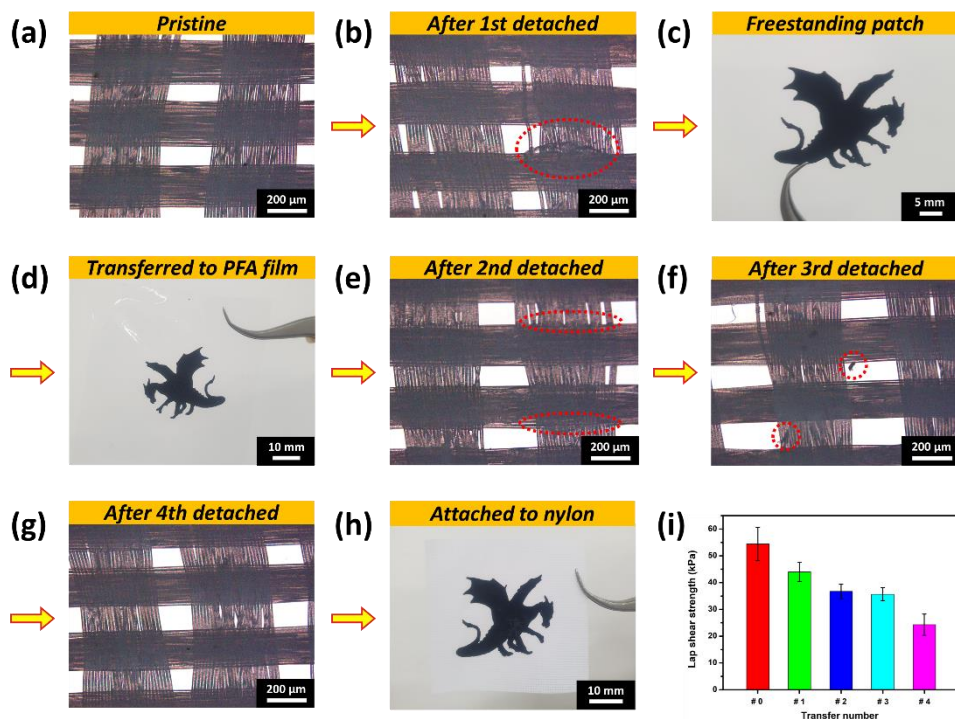 (a)
Pristine
200 µm
(b)
After 1st detached
200 µm
(c)
Freestanding patch
5 mm
(d)
Transferred to PFA film
10 mm
(e)
After 2nd detached
200 µm
(f)
After 3rd detached
200 µm
(g)
After 4th detached
200 µm
(h)
Attached to nylon
10 mm
(i)
Lap shear strength (kPa)
60
50
40
30
20
10
0
# 0
# 1
# 2
# 3
# 4
Transfer number